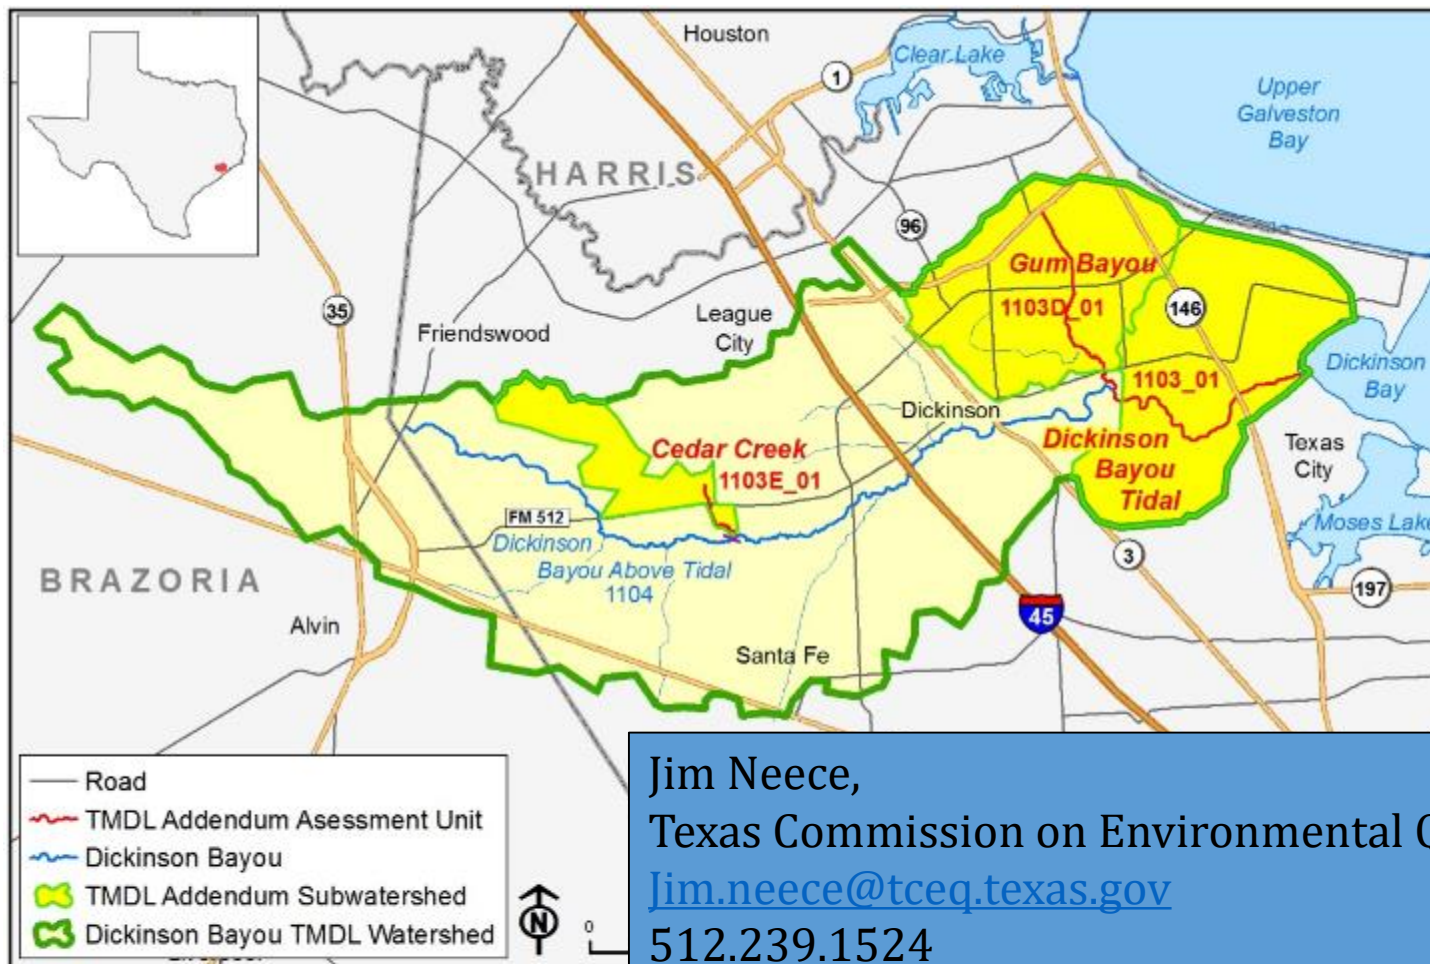 Houston
Clear Lake
1
Upper
Galveston
Bay
HARRIS
96
Gum Bayou
1103D_01
146
35
Friendswood
League
City
Dickinson
Bay
1103_01
Dickinson
Cedar Creek
1103E_01
Dickinson
Bayou
Tidal
Texas
City
FM 512
Dickinson
Bayou Above Tidal
1104
Moses Lake
3
197
BRAZORIA
Alvin
45
Santa Fe
Road
TMDL Addendum Asessment Unit
Dickinson Bayou
TMDL Addendum Subwatershed
Dickinson Bayou TMDL Watershed
N
0
Jim Neece,
Texas Commission on Environmental Q
Jim.neece@tceq.texas.gov
512.239.1524